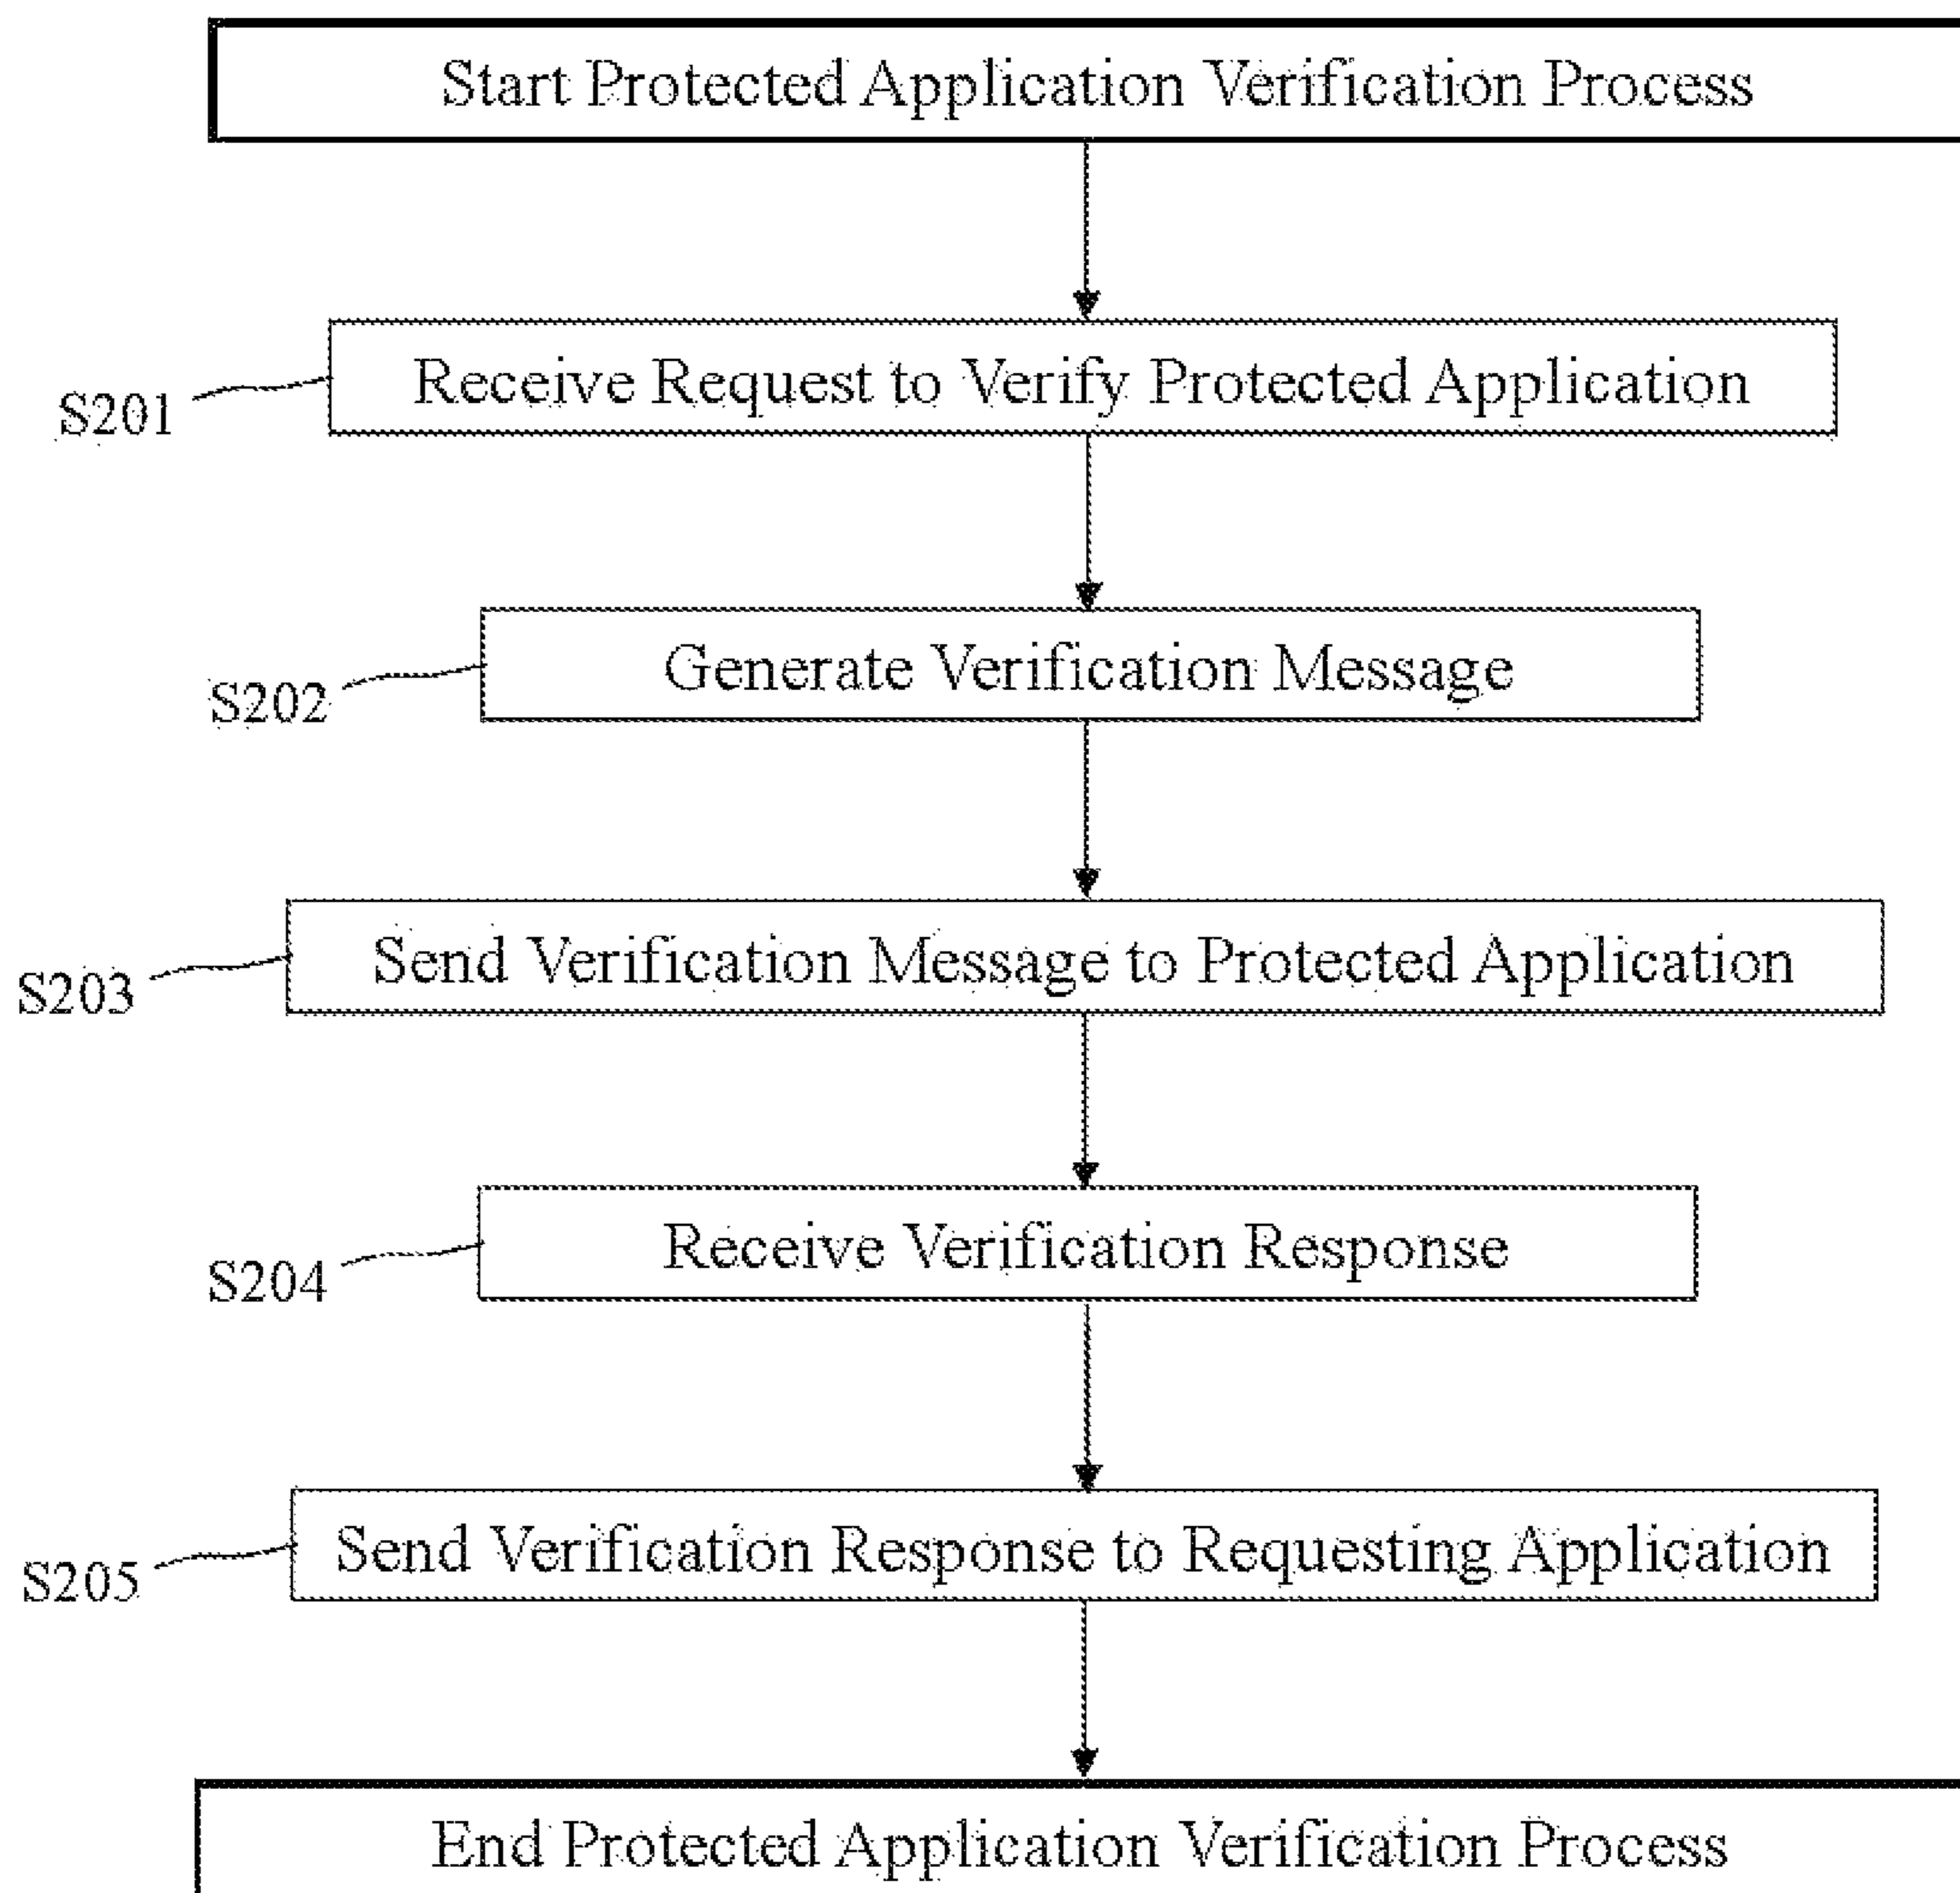 Start Protected Application Verification Process
Receive Request to Verify Protected Application
S201
Generate Verification Message
S202
Send Verification Message to Protected Application
S203
Receive Verification Response
S204
Send Verification Response to Requesting Application
S205
End Protected Application Verification Process